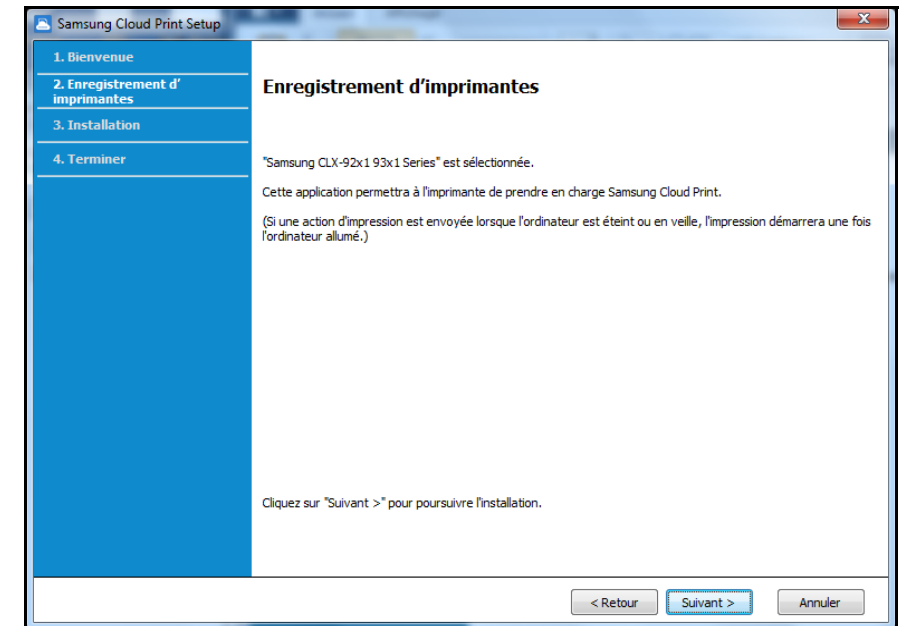 Samsung Cloud Print Setup
1. Bienvenue
2. Enregistrement d’
imprimantes
3. Installation
4. Terminer
Enregistrement d’imprimantes
"Samsung CLX-92x1 93x1 Series" est sélectionnée.
Cette application permettra à l'imprimante de prendre en charge Samsung Cloud Print.
(Si une action d'impression est envoyée lorsque l'ordinateur est éteint ou en veille, l'impression démarrera une fois
l'ordinateur allumé.)
Cliquez sur "Suivant >" pour poursuivre l'installation.
< Retour
Suivant >
Annuler